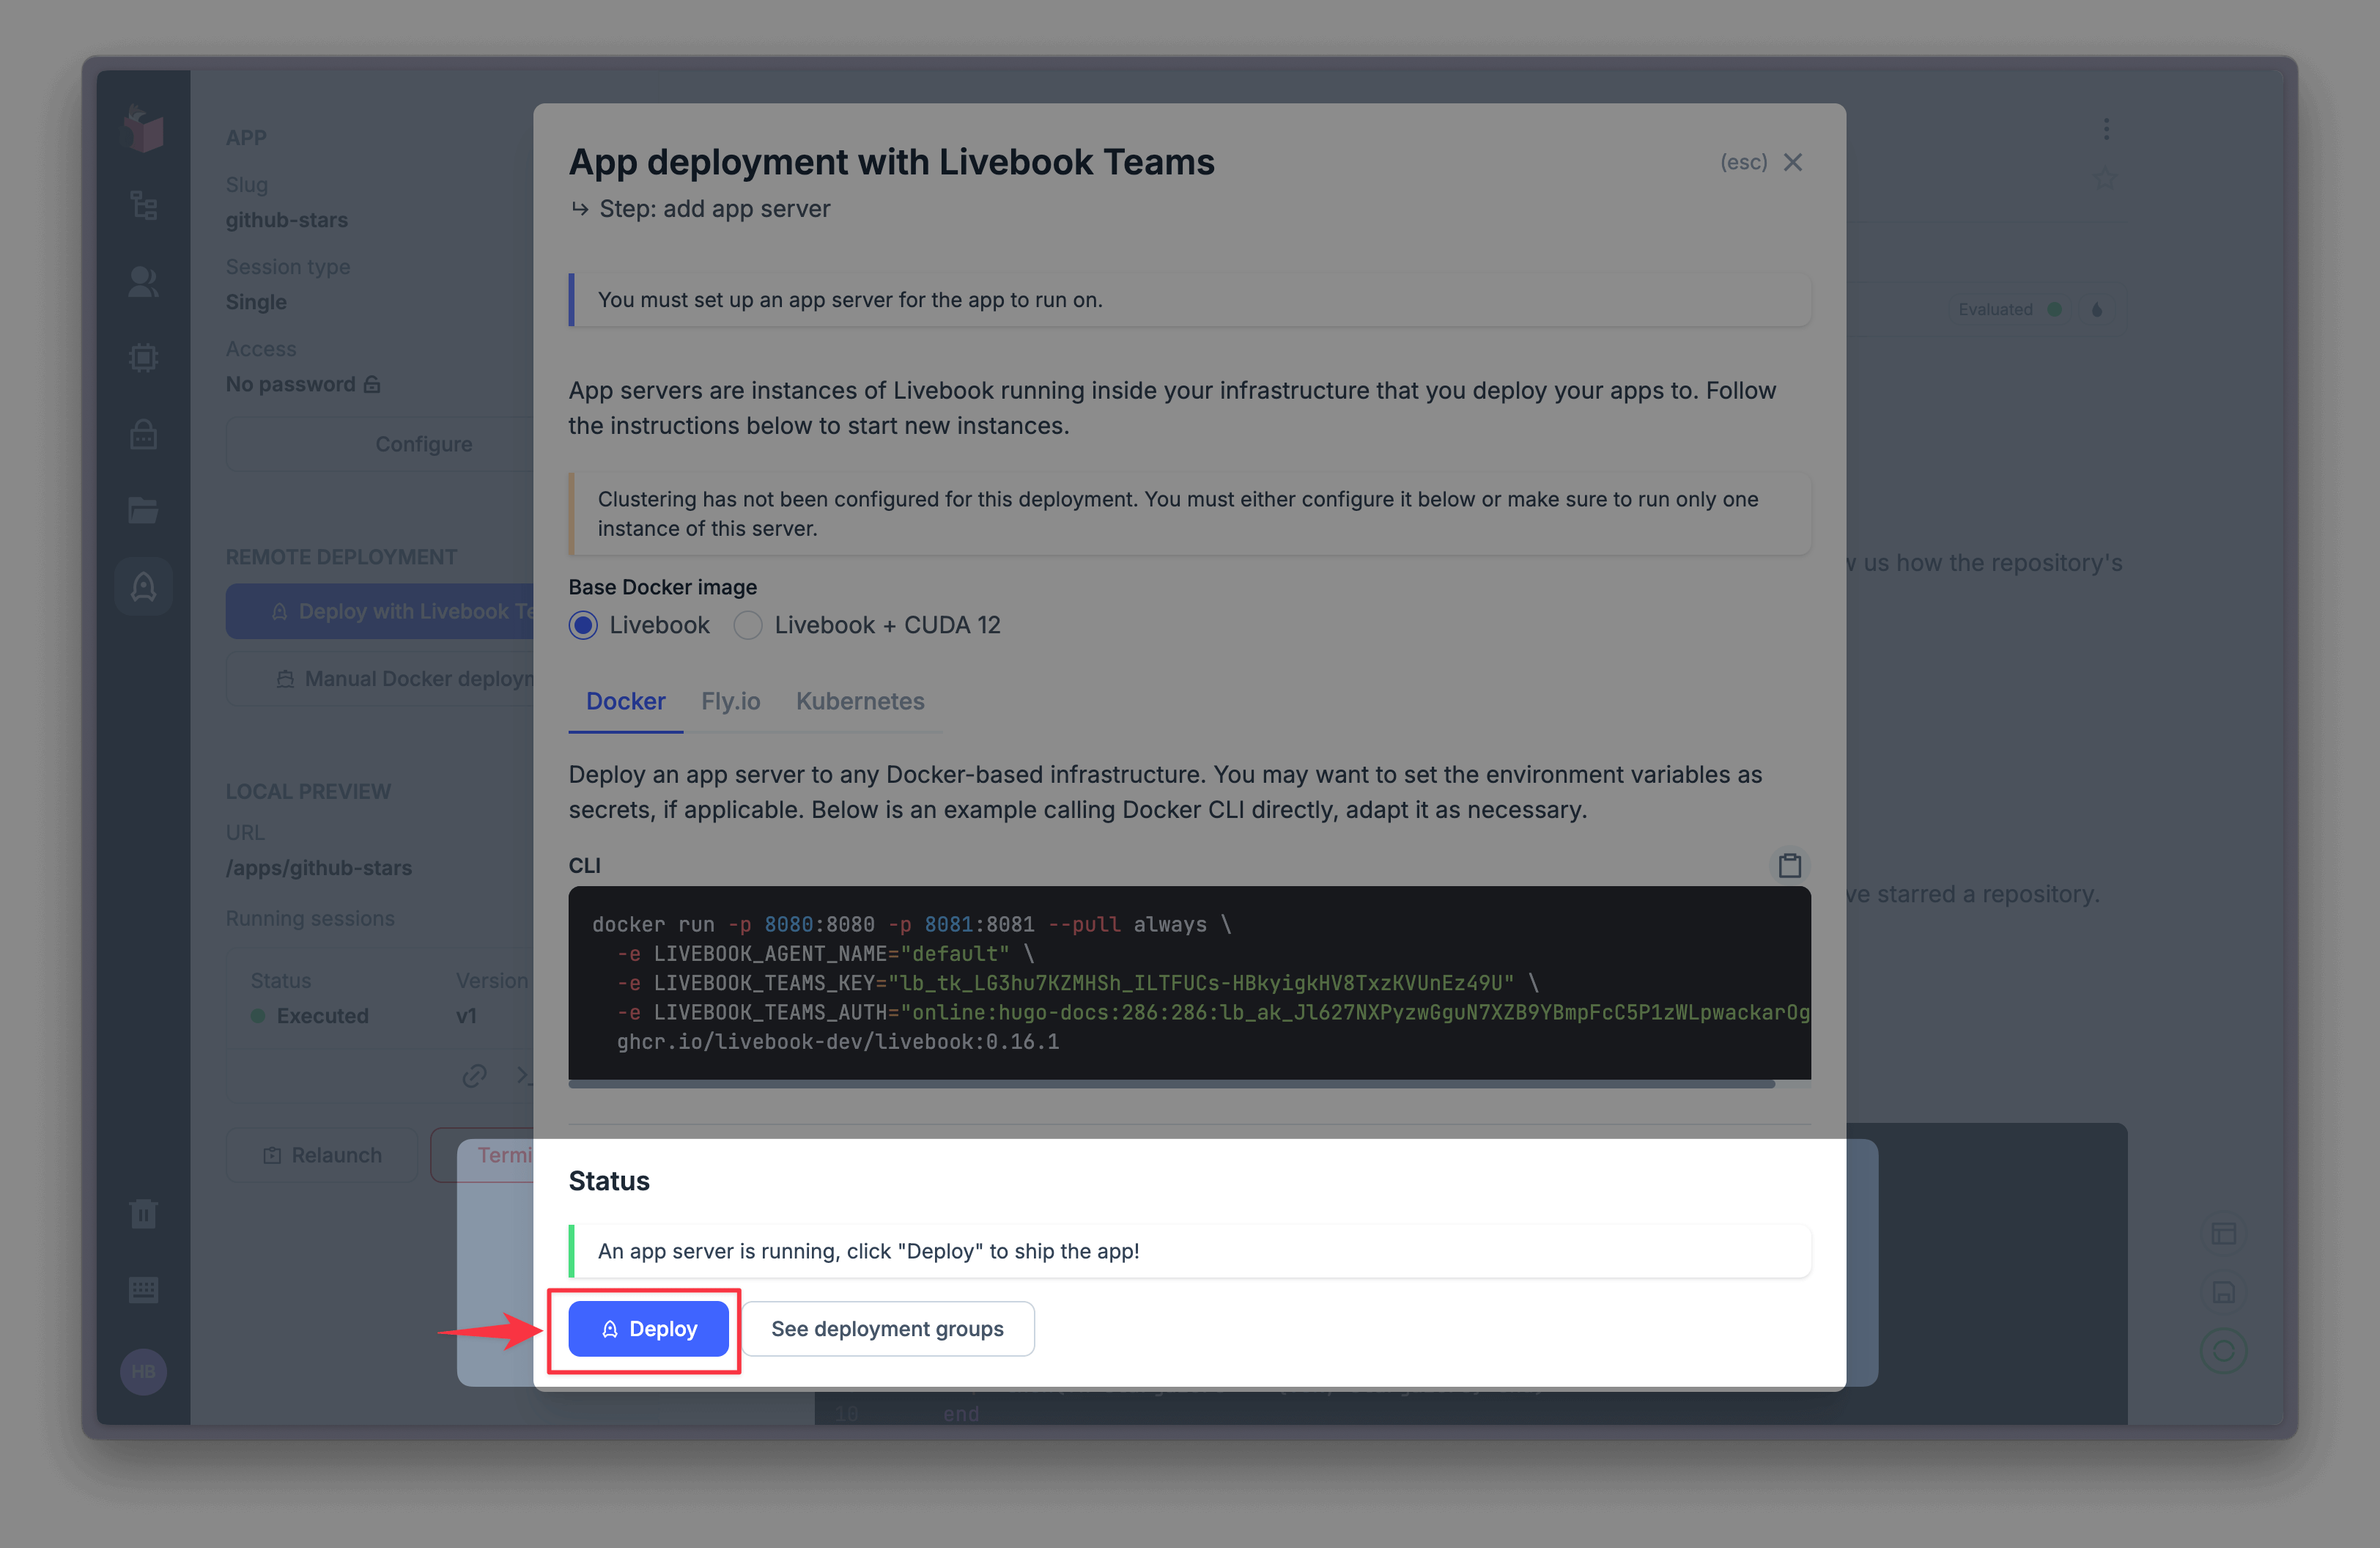 APP
Slug
github-stars
Session type
Single
Access
No password
Configure
REMOTE DEPLOYMENT
Deploy with Livebook Te
Manual Docker deployn
LOCAL PREVIEW
URL
/apps/github-stars
Running sessions
Status Version
Executed v1
Relaunch Termi
HB
App deployment with Livebook Teams
(esc)
Step: add app server
You must set up an app server for the app to run on.
App servers are instances of Livebook running inside your infrastructure that you deploy your apps to. Follow
the instructions below to start new instances.
Clustering has not been configured for this deployment. You must either configure it below or make sure to run only one
instance of this server.
Base Docker image
Livebook Livebook + CUDA 12
Docker Fly.io Kubernetes
Deploy an app server to any Docker-based infrastructure. You may want to set the environment variables as
secrets, if applicable. Below is an example calling Docker CLI directly, adapt it as necessary.
CLI
docker run -p 8080:8080 -p 8081:8081 --pull always \
-e LIVEBOOK_AGENT_NAME="default" \
-e LIVEBOOK_TEAMS_KEY="lb_tk_LG3hu7KZMHSh_ILTFUCs-HBkyigkHV8TxzKVUnEz49U" \
-e LIVEBOOK_TEAMS_AUTH="online:hugo-docs:286:286:lb_ak_Jl627NXPyzwGguN7XZB9YBmpFcC5P1zWLpwackarOg
ghcr.io/livebook-dev/livebook:0.16.1
Status
An app server is running, click "Deploy" to ship the app!
Deploy See deployment groups
Evaluated
us how the repository's
ve starred a repository.
10 end